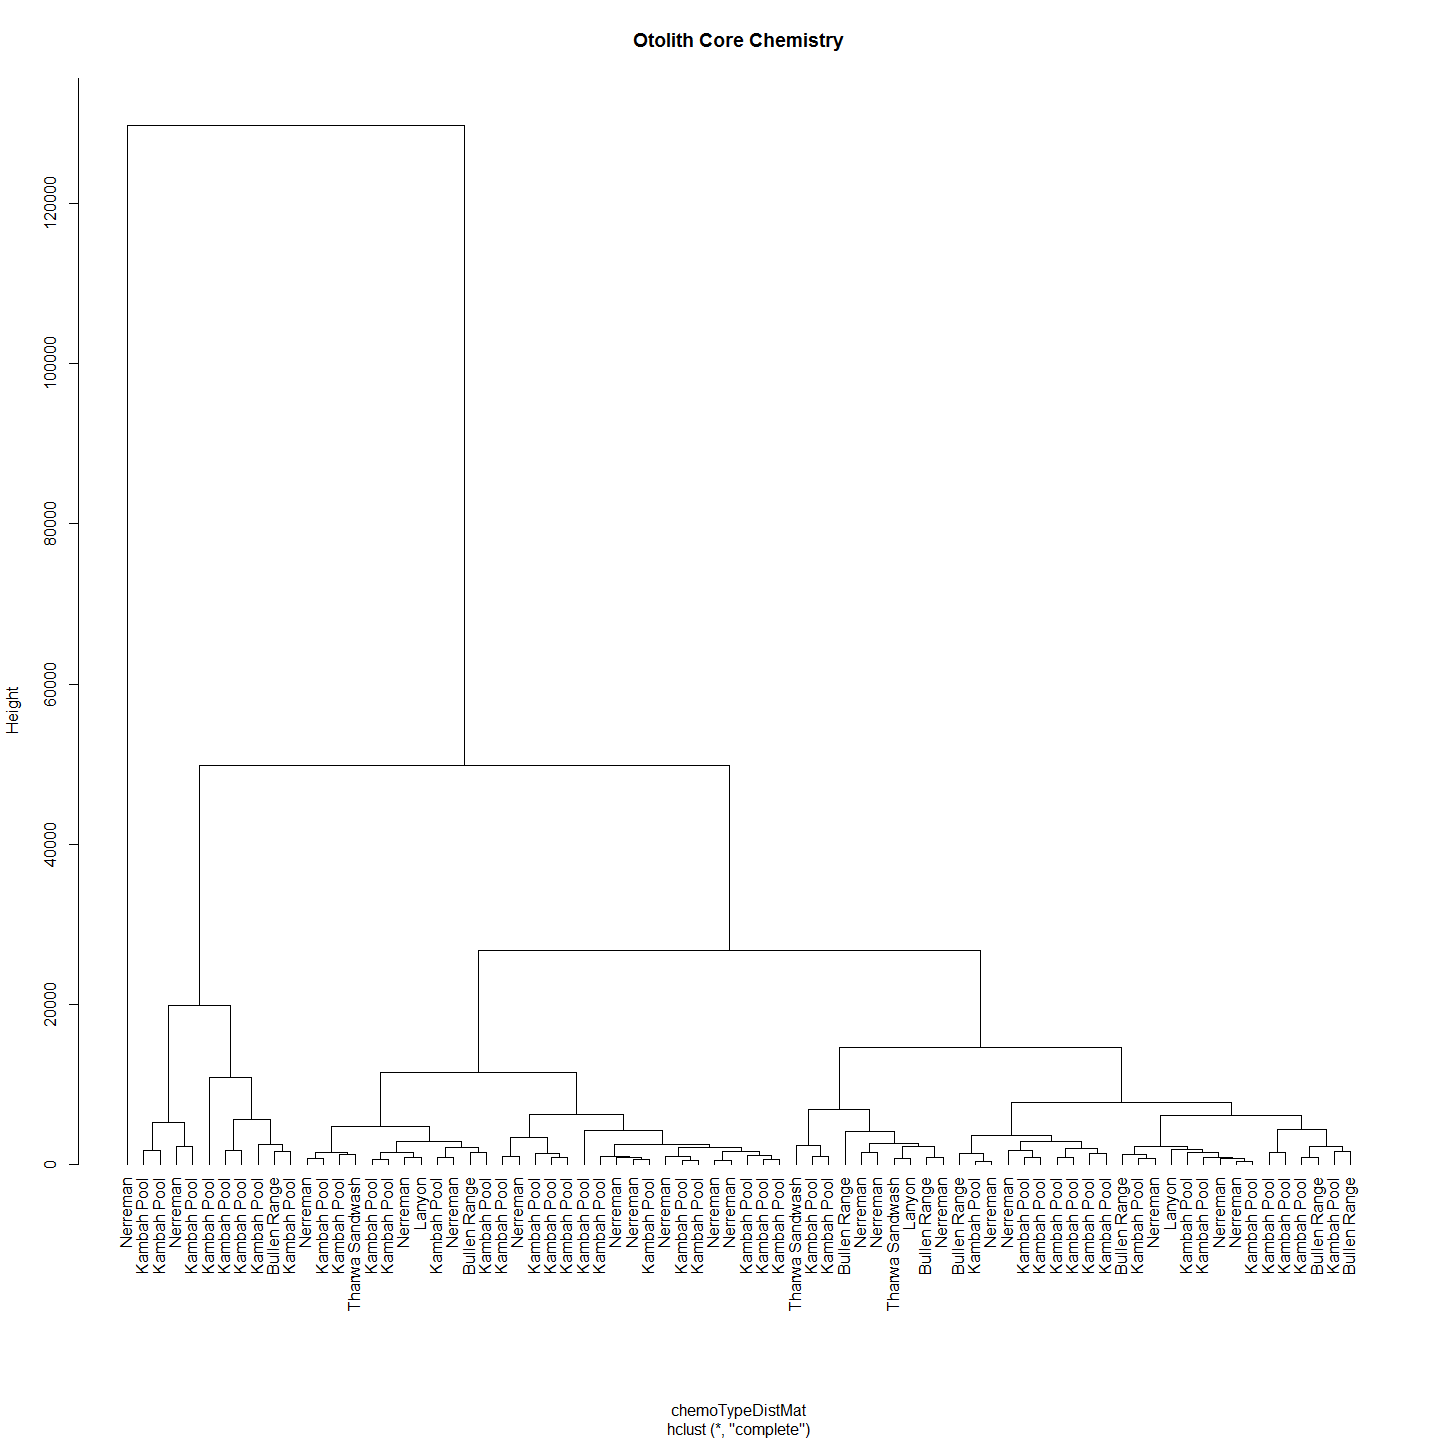 Otolith Core Chemistry
Height
0
20000
40000
60000
80000
100000
120000
Nerreman
Kambah Pool
Kambah Pool
Nerreman
Kambah Pool
Kambah Pool
Kambah Pool
Kambah Pool
Kambah Pool
Bullen Range
Kambah Pool
Nerreman
Kambah Pool
Kambah Pool
Tharwa Sandwash
Kambah Pool
Kambah Pool
Nerreman
Lanyon
Kambah Pool
Nerreman
Bullen Range
Kambah Pool
Kambah Pool
Nerreman
Kambah Pool
Kambah Pool
Kambah Pool
Kambah Pool
Kambah Pool
Nerreman
Nerreman
Kambah Pool
Nerreman
Kambah Pool
Kambah Pool
Nerreman
Nerreman
Kambah Pool
Kambah Pool
Kambah Pool
Tharwa Sandwash
Kambah Pool
Kambah Pool
Bullen Range
Nerreman
Nerreman
Tharwa Sandwash
Lanyon
Bullen Range
Nerreman
Bullen Range
Kambah Pool
Nerreman
Nerreman
Kambah Pool
Kambah Pool
Kambah Pool
Kambah Pool
Kambah Pool
Kambah Pool
Bullen Range
Kambah Pool
Nerreman
Lanyon
Kambah Pool
Kambah Pool
Nerreman
Nerreman
Kambah Pool
Kambah Pool
Kambah Pool
Kambah Pool
Bullen Range
Kambah Pool
Bullen Range
chemoTypeDistMat
hclust (*, "complete")